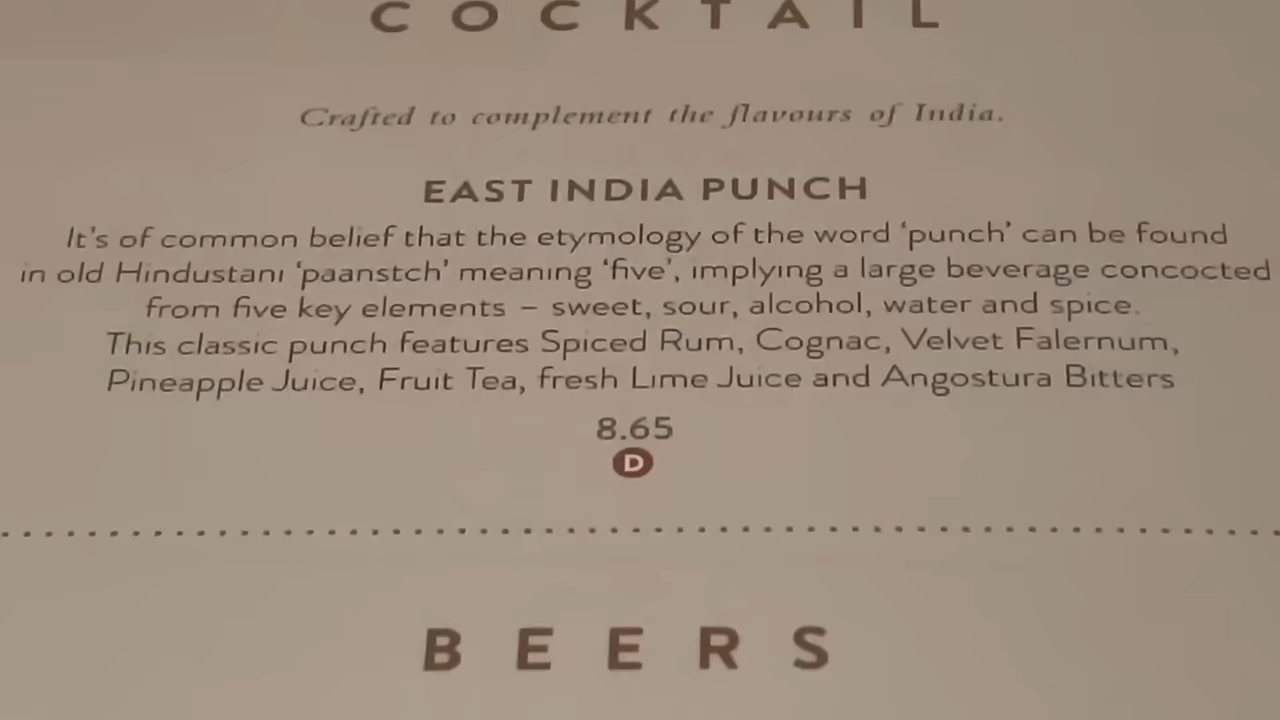 COCKTAIL
Crafted to complement the flavours of India.
EAST INDIA PUNCH
It's of common belief that the etymology of the word ‘punch’ can be found
in old Hindustani ‘paanstch’ meaning ‘five’, implying a large beverage concocted
from five key elements – sweet, sour, alcohol, water and spice.
This classic punch features Spiced Rum, Cognac, Velvet Falernum,
Pineapple Juice, Fruit Tea, fresh Lime Juice and Angostura Bitters
8.65
D
BEERS